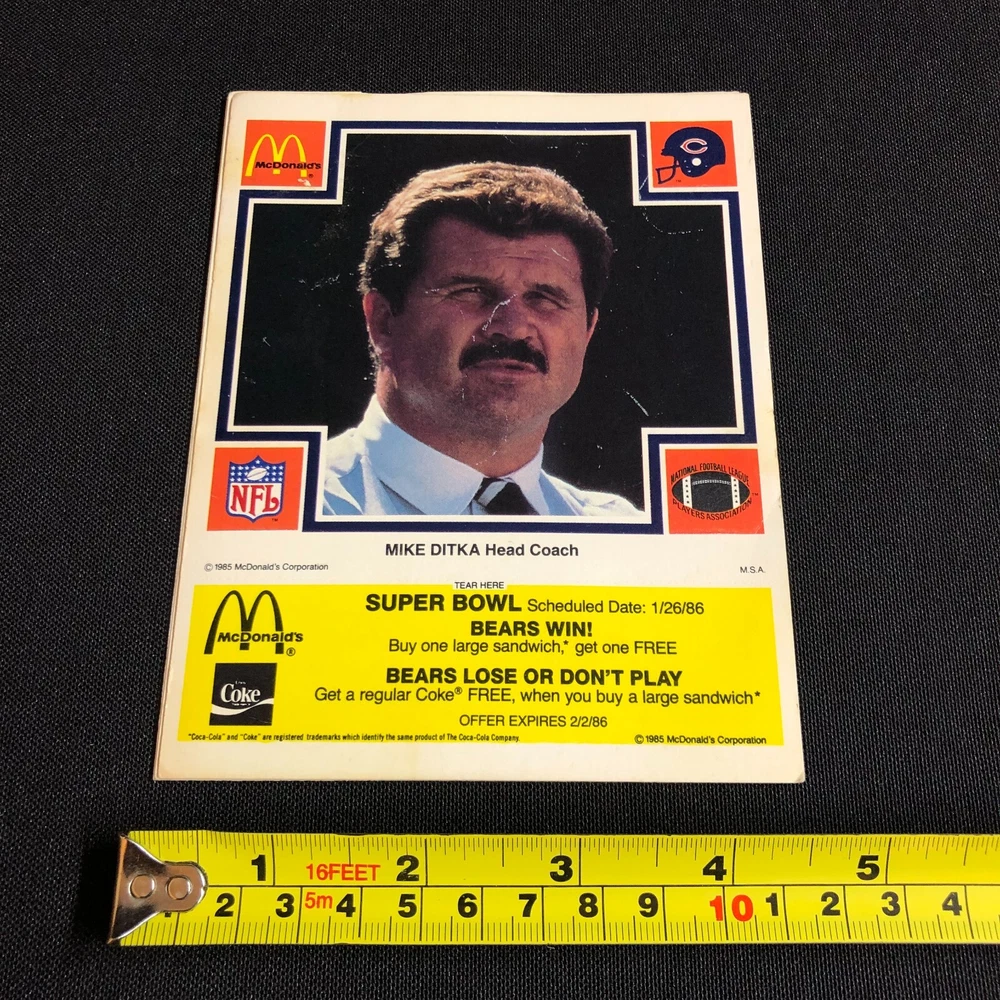 McDonald's ®
C
NFL
NATIONAL FOOTBALL LEAGUE
PLAYERS ASSOCIATION
MIKE DITKA Head Coach
© 1985 McDonald's Corporation
M.S.A.
TEAR HERE
McDonald's ®
SUPER BOWL Scheduled Date: 1/26/86
BEARS WIN!
Buy one large sandwich,* get one FREE
BEARS LOSE OR DON'T PLAY
Get a regular Coke® FREE, when you buy a large sandwich*
Coke
OFFER EXPIRES 2/2/86
"Coca-Cola" and "Coke" are registered trademarks which identify the same product of The Coca-Cola Company.
© 1985 McDonald's Corporation
1 16FEET 2 3 4 5
1 2 3 5m 4 5 6 7 8 9 10 1 2 3 4